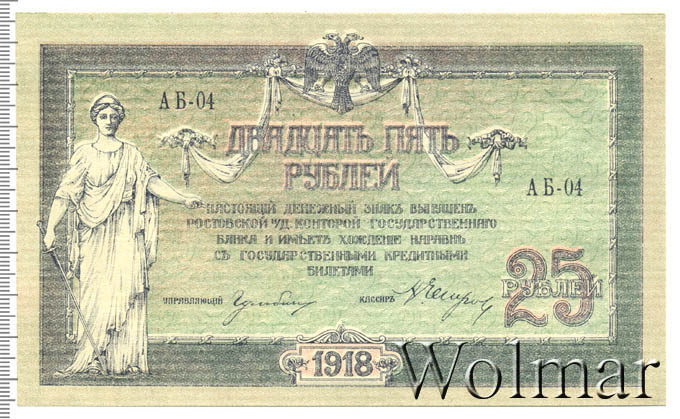 АБ-04
ДВАДЦАТЬ ПЯТЬ
РУБЛЕЙ
АБ-04
НАСТОЯЩІЙ ДЕНЕЖНЫЙ ЗНАКЪ ВЫПУЩЕНЪ
РОСТОВСКОЙ Н/Д. КОНТОРОЙ ГОСУДАРСТВЕННАГО
БАНКА И ИМѢЕТЪ ХОЖДЕНІЕ НАРАВНѢ
СЪ ГОСУДАРСТВЕННЫМИ КРЕДИТНЫМИ
БИЛЕТАМИ
УПРАВЛЯЮЩІЙ
КАССИРЪ
25
РУБЛЕЙ
1918
Wolmar